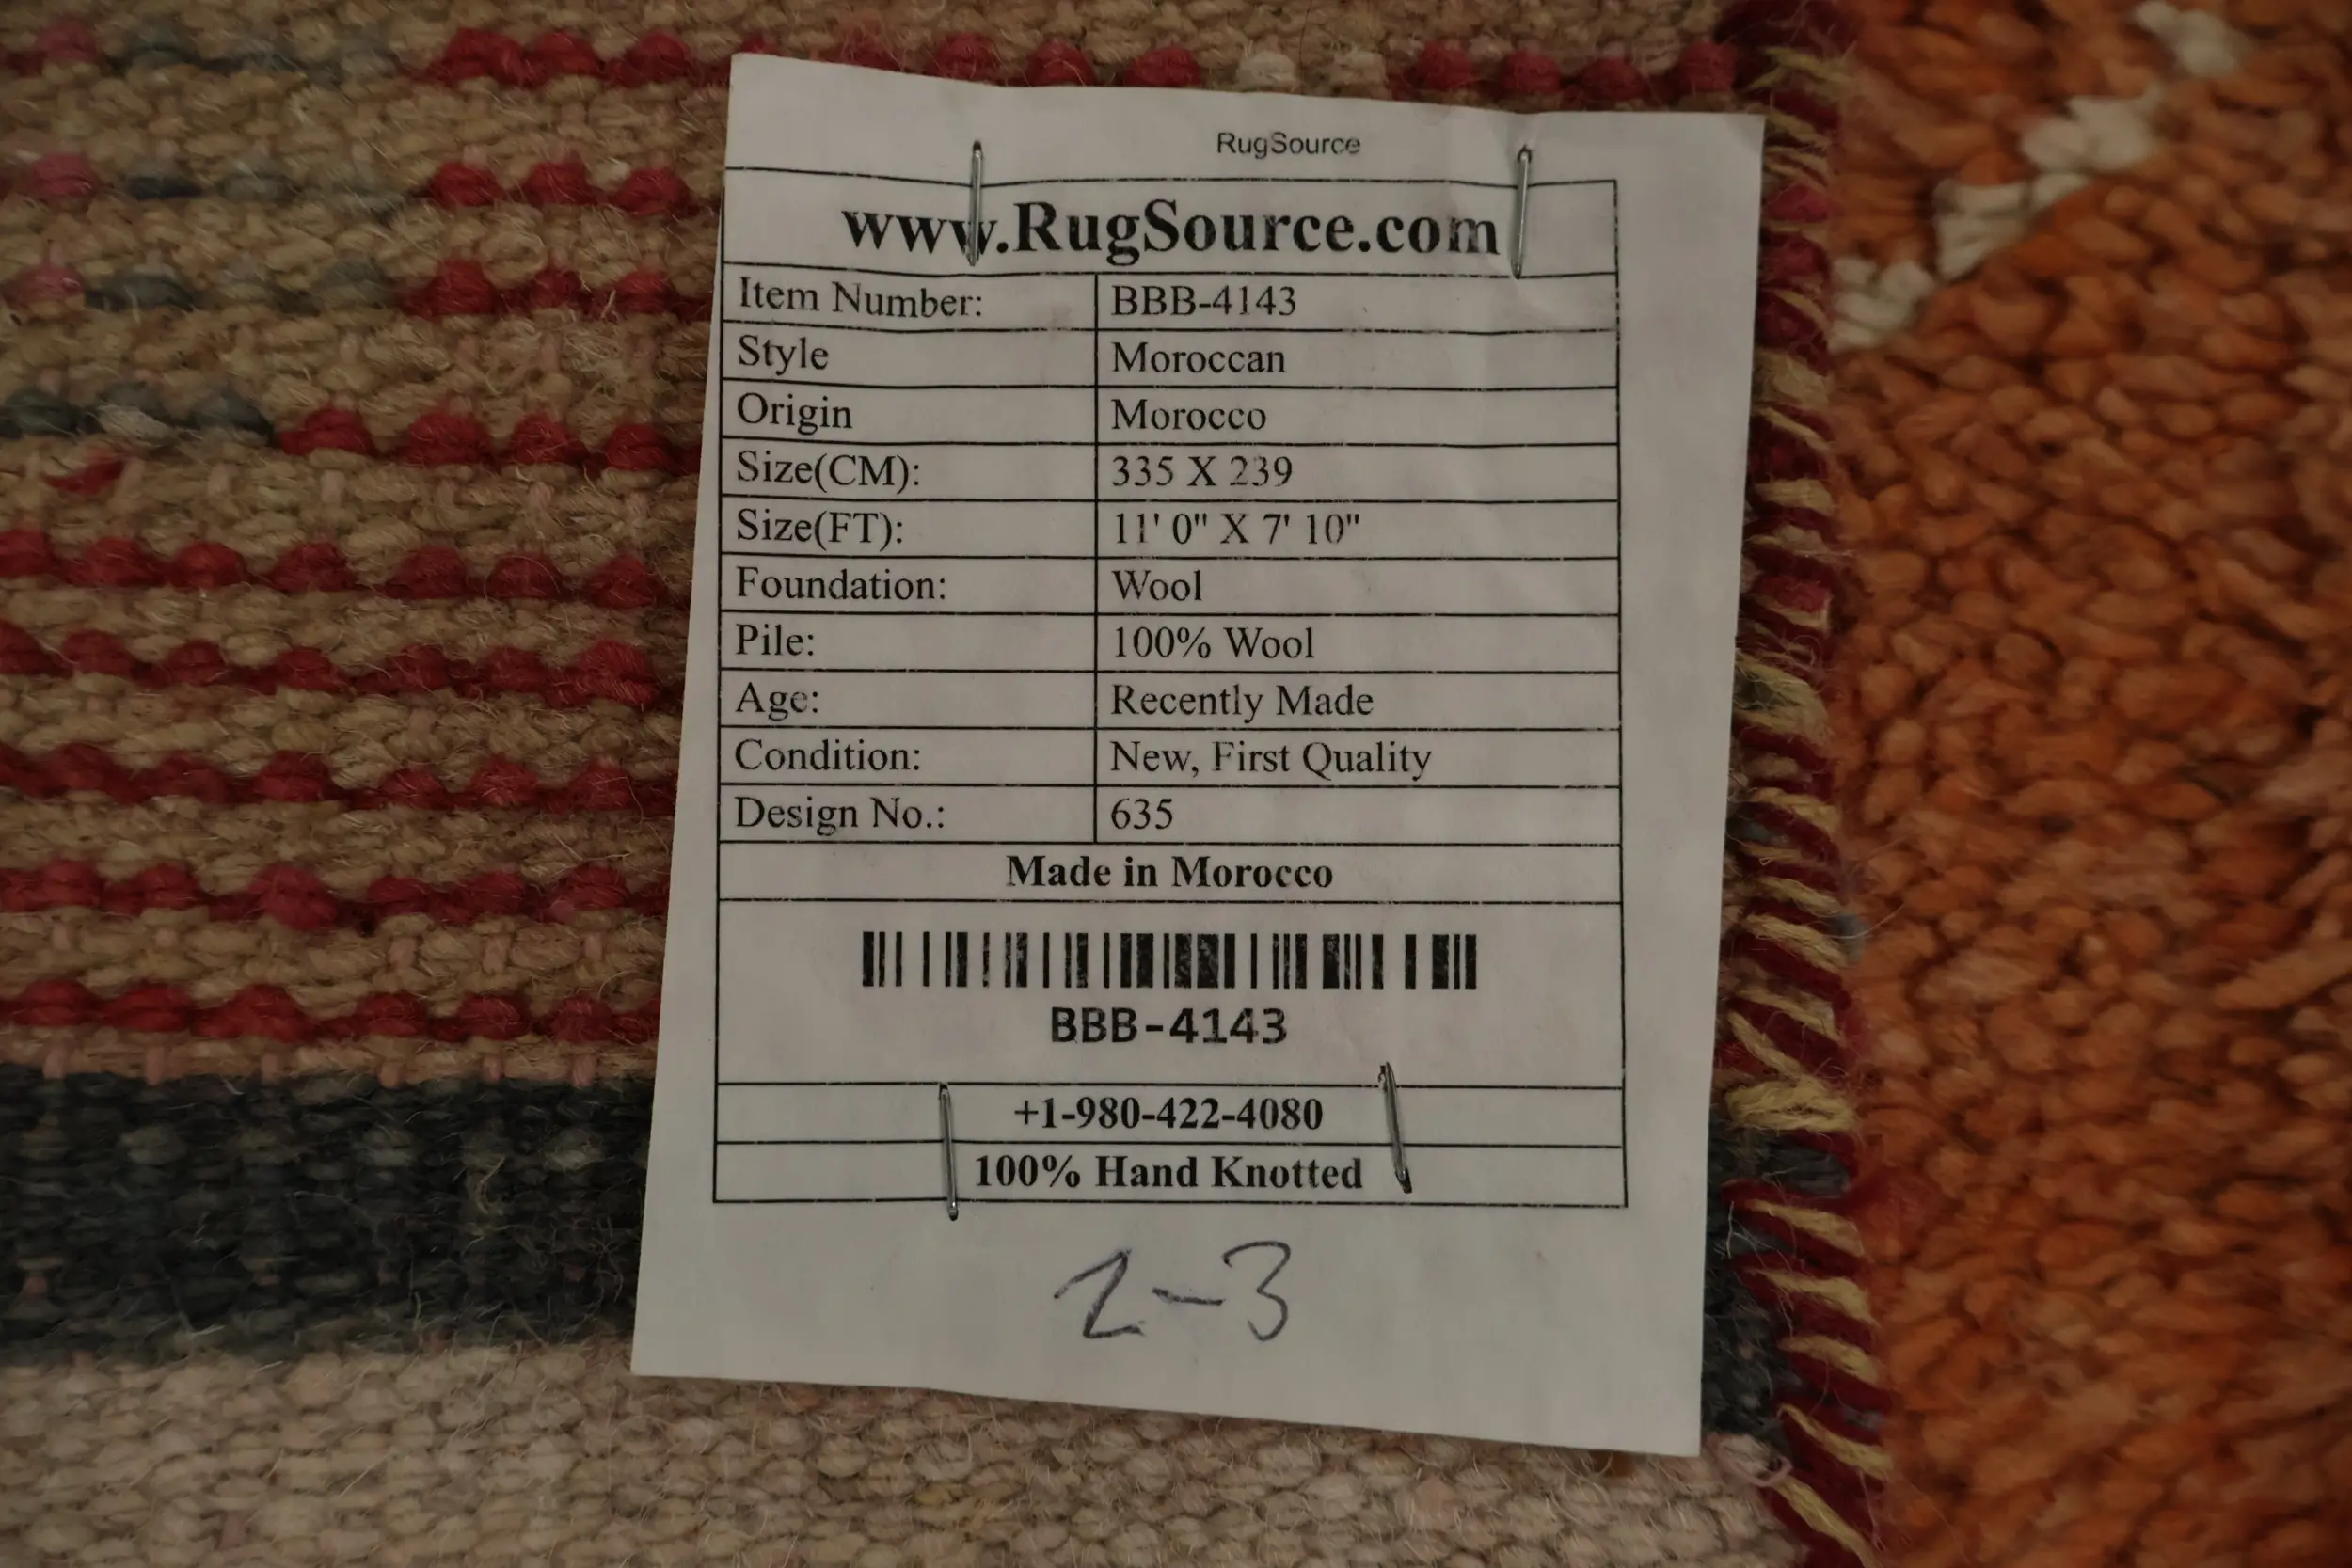 RugSource
www.RugSource.com
Item Number: BBB-4143
Style Moroccan
Origin Morocco
Size(CM): 335 X 239
Size(FT): 11' 0" X 7' 10"
Foundation: Wool
Pile: 100% Wool
Age: Recently Made
Condition: New, First Quality
Design No.: 635
Made in Morocco
BBB-4143
+1-980-422-4080
100% Hand Knotted
2-3